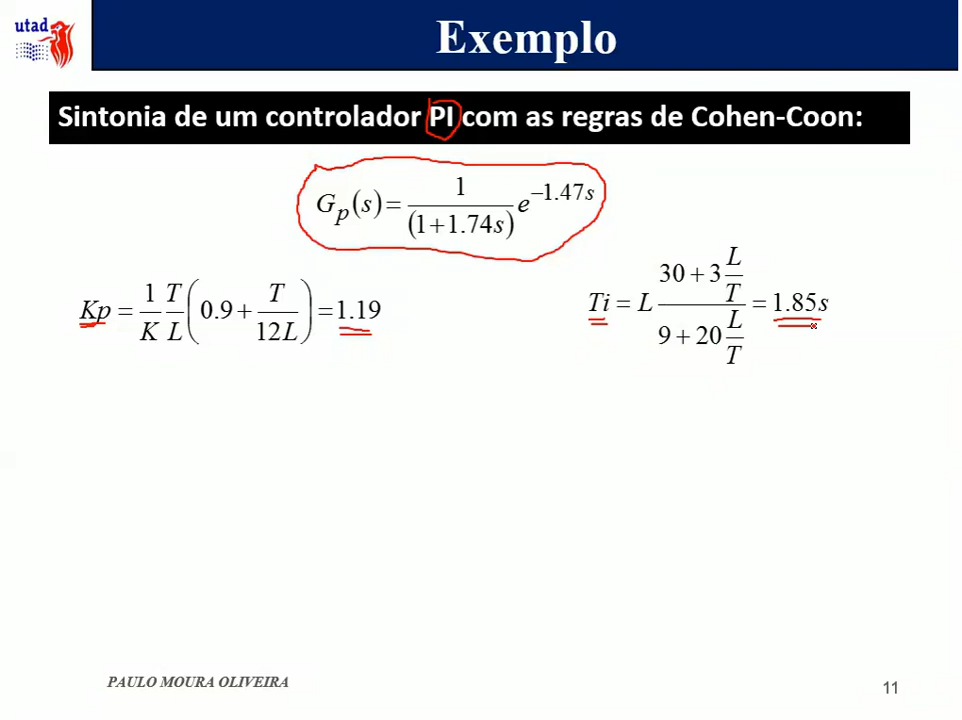 utad
Exemplo
Sintonia de um controlador PI com as regras de Cohen-Coon:
G_p(s) = 1/(1+1.74s) e^{-1.47s}
Kp = 1/K T/L (0.9 + T/12L) = 1.19
Ti = L (30 + 3 L/T)/(9 + 20 L/T) = 1.85s
PAULO MOURA OLIVEIRA
11